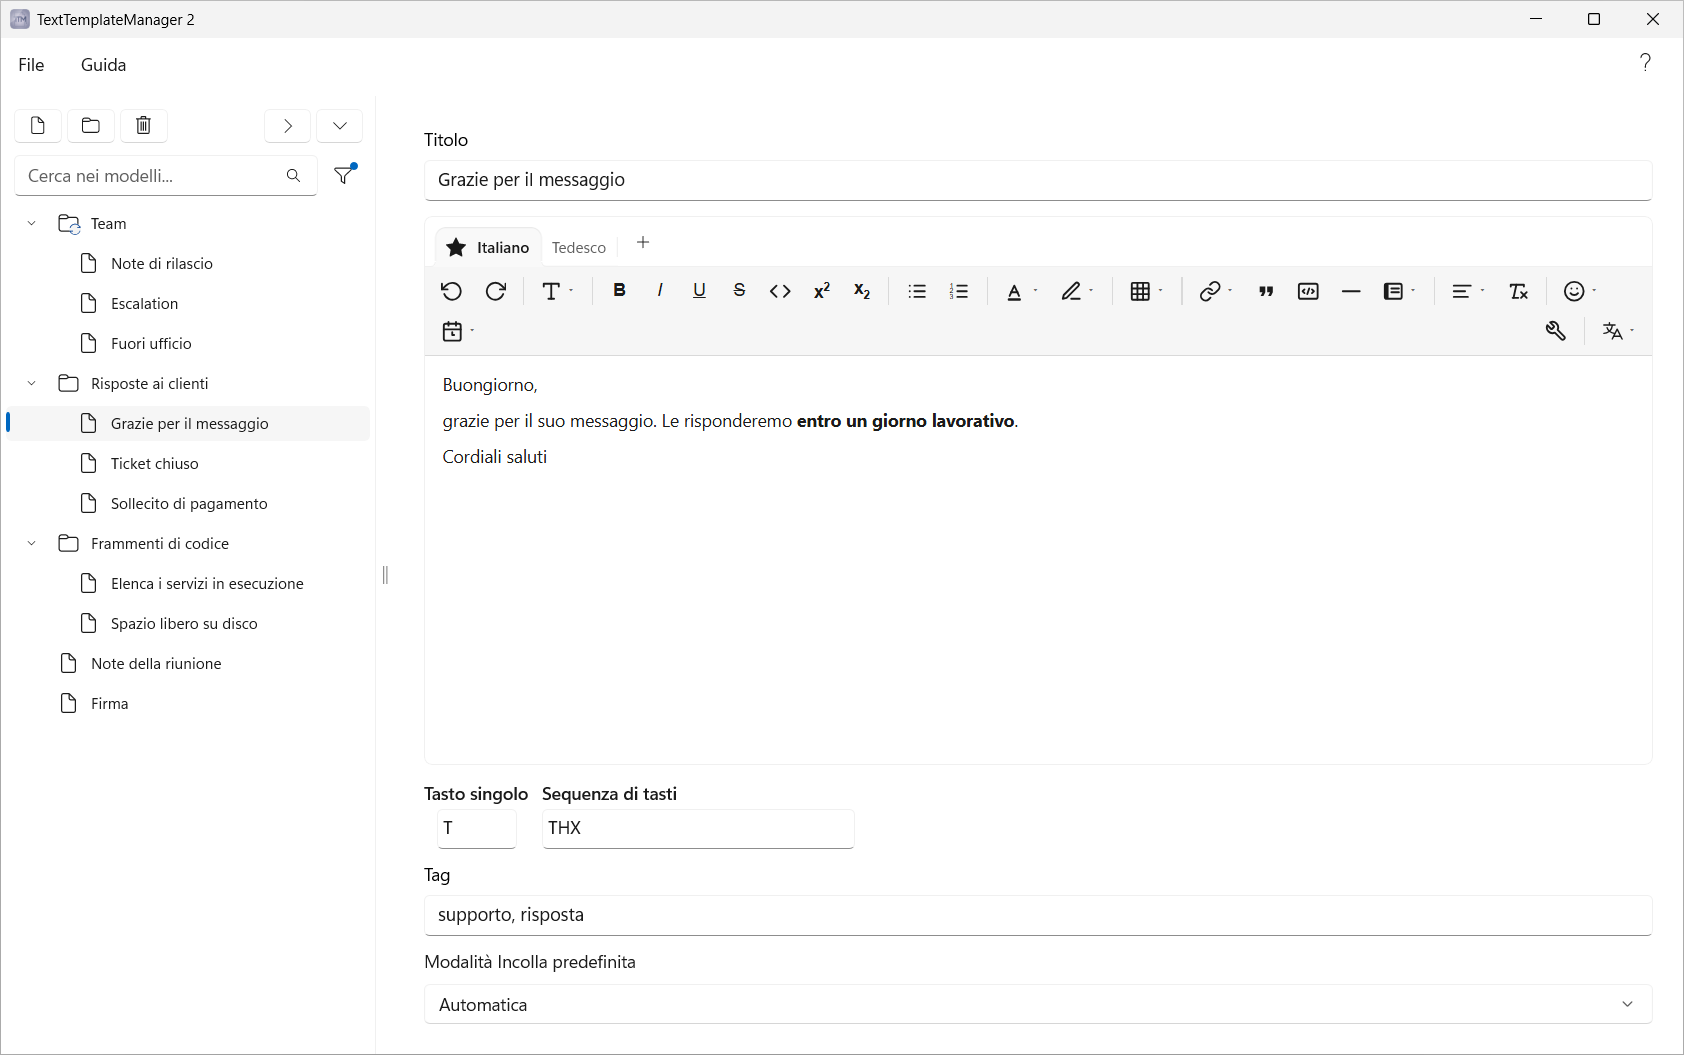 TextTemplateManager 2
File Guida
Cerca nei modelli...
Team
Note di rilascio
Escalation
Fuori ufficio
Risposte ai clienti
Grazie per il messaggio
Ticket chiuso
Sollecito di pagamento
Frammenti di codice
Elenca i servizi in esecuzione
Spazio libero su disco
Note della riunione
Firma
Titolo
Grazie per il messaggio
Italiano Tedesco
Buongiorno,
grazie per il suo messaggio. Le risponderemo entro un giorno lavorativo.
Cordiali saluti
Tasto singolo Sequenza di tasti
T THX
Tag
supporto, risposta
Modalità Incolla predefinita
Automatica